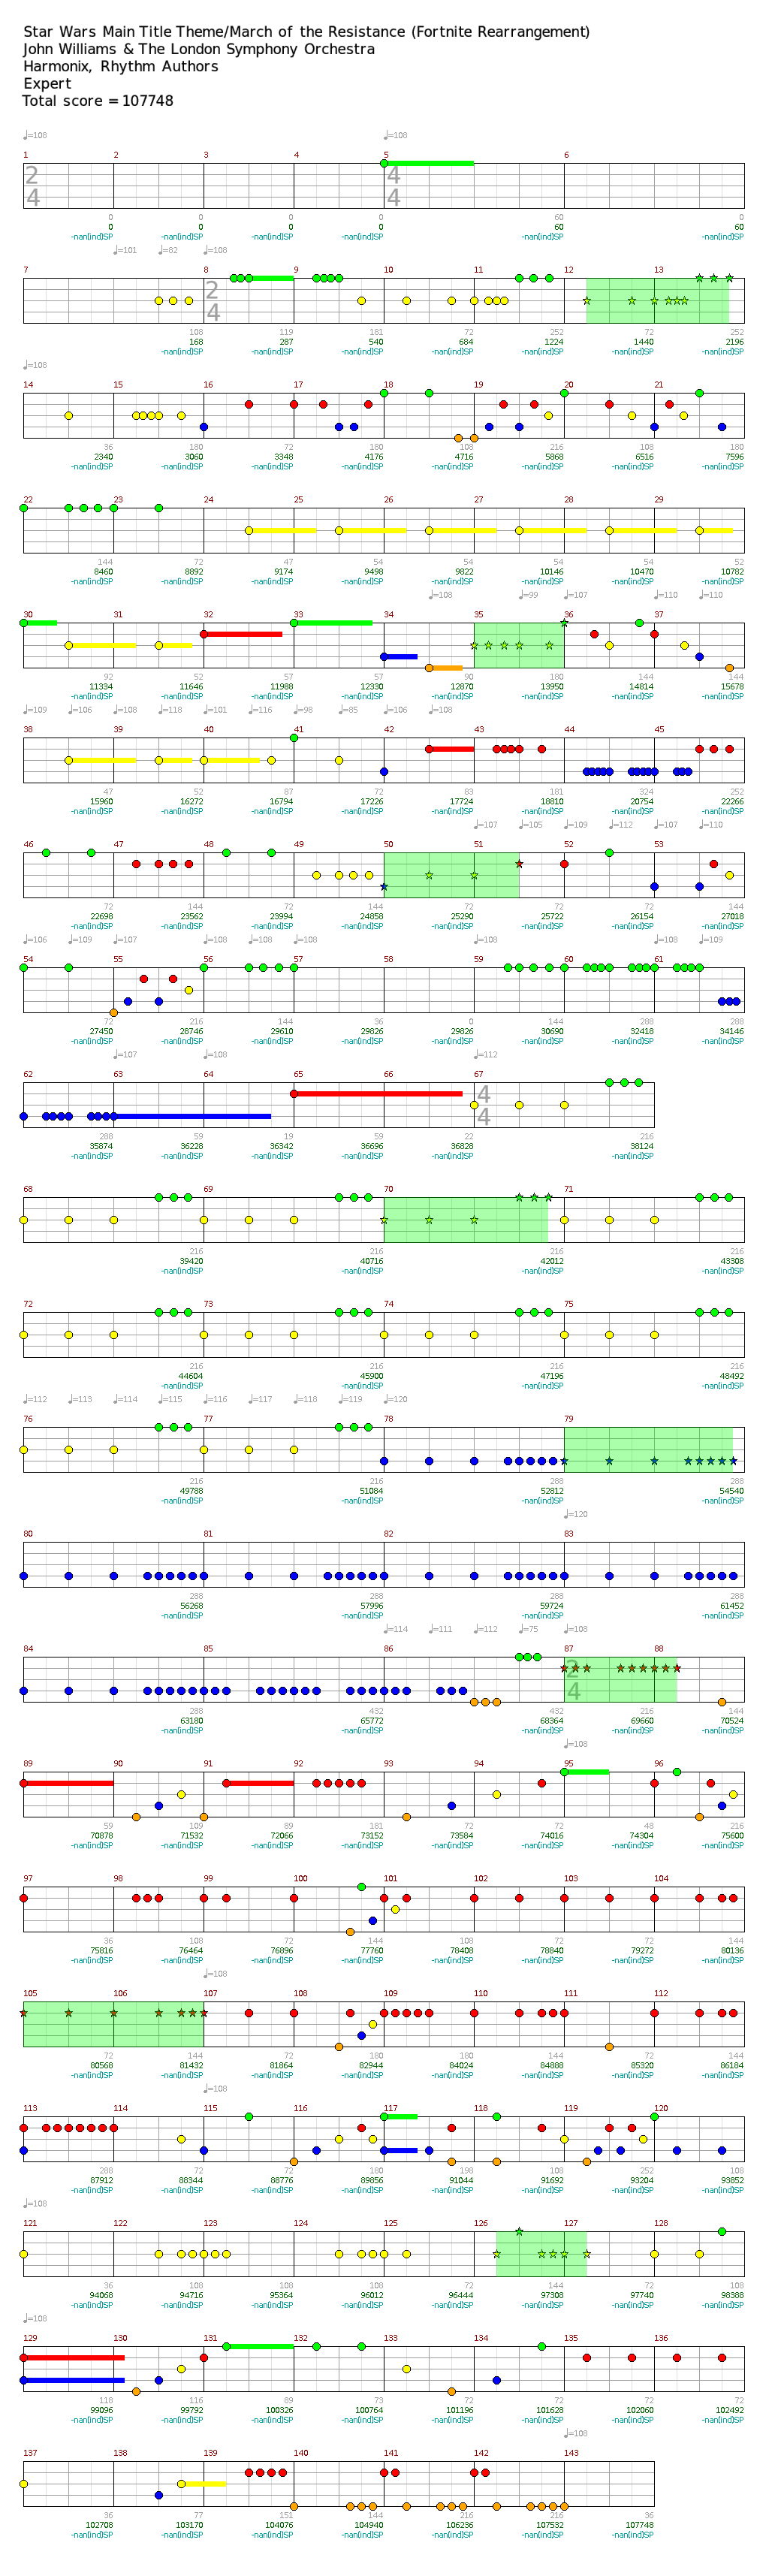 Star Wars Main Title Theme/March of the Resistance (Fortnite Rearrangement)
John Williams & The London Symphony Orchestra
Harmonix, Rhythm Authors
Expert
Total score = 107748
♩=108 ♩=108
1 2 3 4 5 6
2 4
4 4
0 0 0 0 60 0
0 0 0 0 60 60
-nan(ind)SP -nan(ind)SP -nan(ind)SP -nan(ind)SP -nan(ind)SP -nan(ind)SP
♩=101 ♩=82 ♩=108
7 8 9 10 11 12 13
2
4
108 119 181 72 252 72 252
168 287 540 684 1224 1440 2196
-nan(ind)SP -nan(ind)SP -nan(ind)SP -nan(ind)SP -nan(ind)SP -nan(ind)SP -nan(ind)SP
♩=108
14 15 16 17 18 19 20 21
36 180 72 180 108 216 108 180
2340 3060 3348 4176 4716 5868 6516 7596
-nan(ind)SP -nan(ind)SP -nan(ind)SP -nan(ind)SP -nan(ind)SP -nan(ind)SP -nan(ind)SP -nan(ind)SP
22 23 24 25 26 27 28 29
144 72 47 54 54 54 54 52
8460 8892 9174 9498 9822 10146 10470 10782
-nan(ind)SP -nan(ind)SP -nan(ind)SP -nan(ind)SP -nan(ind)SP -nan(ind)SP -nan(ind)SP -nan(ind)SP
♩=108 ♩=99 ♩=107 ♩=110 ♩=110
30 31 32 33 34 35 36 37
92 52 57 57 90 180 144 144
11334 11646 11988 12330 12870 13950 14814 15678
-nan(ind)SP -nan(ind)SP -nan(ind)SP -nan(ind)SP -nan(ind)SP -nan(ind)SP -nan(ind)SP -nan(ind)SP
♩=109 ♩=106 ♩=108 ♩=118 ♩=101 ♩=116 ♩=98 ♩=85 ♩=106 ♩=108
38 39 40 41 42 43 44 45
47 52 87 72 83 181 324 252
15960 16272 16794 17226 17724 18810 20754 22266
-nan(ind)SP -nan(ind)SP -nan(ind)SP -nan(ind)SP -nan(ind)SP -nan(ind)SP -nan(ind)SP -nan(ind)SP
♩=107 ♩=105 ♩=109 ♩=112 ♩=107 ♩=110
46 47 48 49 50 51 52 53
72 144 72 144 72 72 72 144
22698 23562 23994 24858 25290 25722 26154 27018
-nan(ind)SP -nan(ind)SP -nan(ind)SP -nan(ind)SP -nan(ind)SP -nan(ind)SP -nan(ind)SP -nan(ind)SP
♩=106 ♩=109 ♩=107 ♩=108 ♩=108 ♩=108 ♩=108 ♩=108 ♩=109
54 55 56 57 58 59 60 61
72 216 144 36 0 144 288 288
27450 28746 29610 29826 29826 30690 32418 34146
-nan(ind)SP -nan(ind)SP -nan(ind)SP -nan(ind)SP -nan(ind)SP -nan(ind)SP -nan(ind)SP -nan(ind)SP
♩=107 ♩=108 ♩=112
62 63 64 65 66 67
4
4
288 59 19 59 22 216
35874 36228 36342 36696 36828 38124
-nan(ind)SP -nan(ind)SP -nan(ind)SP -nan(ind)SP -nan(ind)SP -nan(ind)SP
68 69 70 71
216 216 216 216
39420 40716 42012 43308
-nan(ind)SP -nan(ind)SP -nan(ind)SP -nan(ind)SP
72 73 74 75
216 216 216 216
44604 45900 47196 48492
-nan(ind)SP -nan(ind)SP -nan(ind)SP -nan(ind)SP
♩=112 ♩=113 ♩=114 ♩=115 ♩=116 ♩=117 ♩=118 ♩=119 ♩=120
76 77 78 79
216 216 288 288
49788 51084 52812 54540
-nan(ind)SP -nan(ind)SP -nan(ind)SP -nan(ind)SP
♩=120
80 81 82 83
288 288 288 288
56268 57996 59724 61452
-nan(ind)SP -nan(ind)SP -nan(ind)SP -nan(ind)SP
♩=114 ♩=111 ♩=112 ♩=75 ♩=108
84 85 86 87 88
2
4
288 432 432 216 144
63180 65772 68364 69660 70524
-nan(ind)SP -nan(ind)SP -nan(ind)SP -nan(ind)SP -nan(ind)SP
♩=108
89 90 91 92 93 94 95 96
59 109 89 181 72 72 48 216
70878 71532 72066 73152 73584 74016 74304 75600
-nan(ind)SP -nan(ind)SP -nan(ind)SP -nan(ind)SP -nan(ind)SP -nan(ind)SP -nan(ind)SP -nan(ind)SP
97 98 99 100 101 102 103 104
36 108 72 144 108 72 72 144
75816 76464 76896 77760 78408 78840 79272 80136
-nan(ind)SP -nan(ind)SP -nan(ind)SP -nan(ind)SP -nan(ind)SP -nan(ind)SP -nan(ind)SP -nan(ind)SP
♩=108
105 106 107 108 109 110 111 112
72 144 72 180 180 144 72 144
80568 81432 81864 82944 84024 84888 85320 86184
-nan(ind)SP -nan(ind)SP -nan(ind)SP -nan(ind)SP -nan(ind)SP -nan(ind)SP -nan(ind)SP -nan(ind)SP
♩=108
113 114 115 116 117 118 119 120
288 72 72 180 198 108 252 108
87912 88344 88776 89856 91044 91692 93204 93852
-nan(ind)SP -nan(ind)SP -nan(ind)SP -nan(ind)SP -nan(ind)SP -nan(ind)SP -nan(ind)SP -nan(ind)SP
♩=108
121 122 123 124 125 126 127 128
36 108 108 108 72 144 72 108
94068 94716 95364 96012 96444 97308 97740 98388
-nan(ind)SP -nan(ind)SP -nan(ind)SP -nan(ind)SP -nan(ind)SP -nan(ind)SP -nan(ind)SP -nan(ind)SP
♩=108
129 130 131 132 133 134 135 136
118 116 89 73 72 72 72 72
99096 99792 100326 100764 101196 101628 102060 102492
-nan(ind)SP -nan(ind)SP -nan(ind)SP -nan(ind)SP -nan(ind)SP -nan(ind)SP -nan(ind)SP -nan(ind)SP
♩=108
137 138 139 140 141 142 143
36 77 151 144 216 216 36
102708 103170 104076 104940 106236 107532 107748
-nan(ind)SP -nan(ind)SP -nan(ind)SP -nan(ind)SP -nan(ind)SP -nan(ind)SP -nan(ind)SP